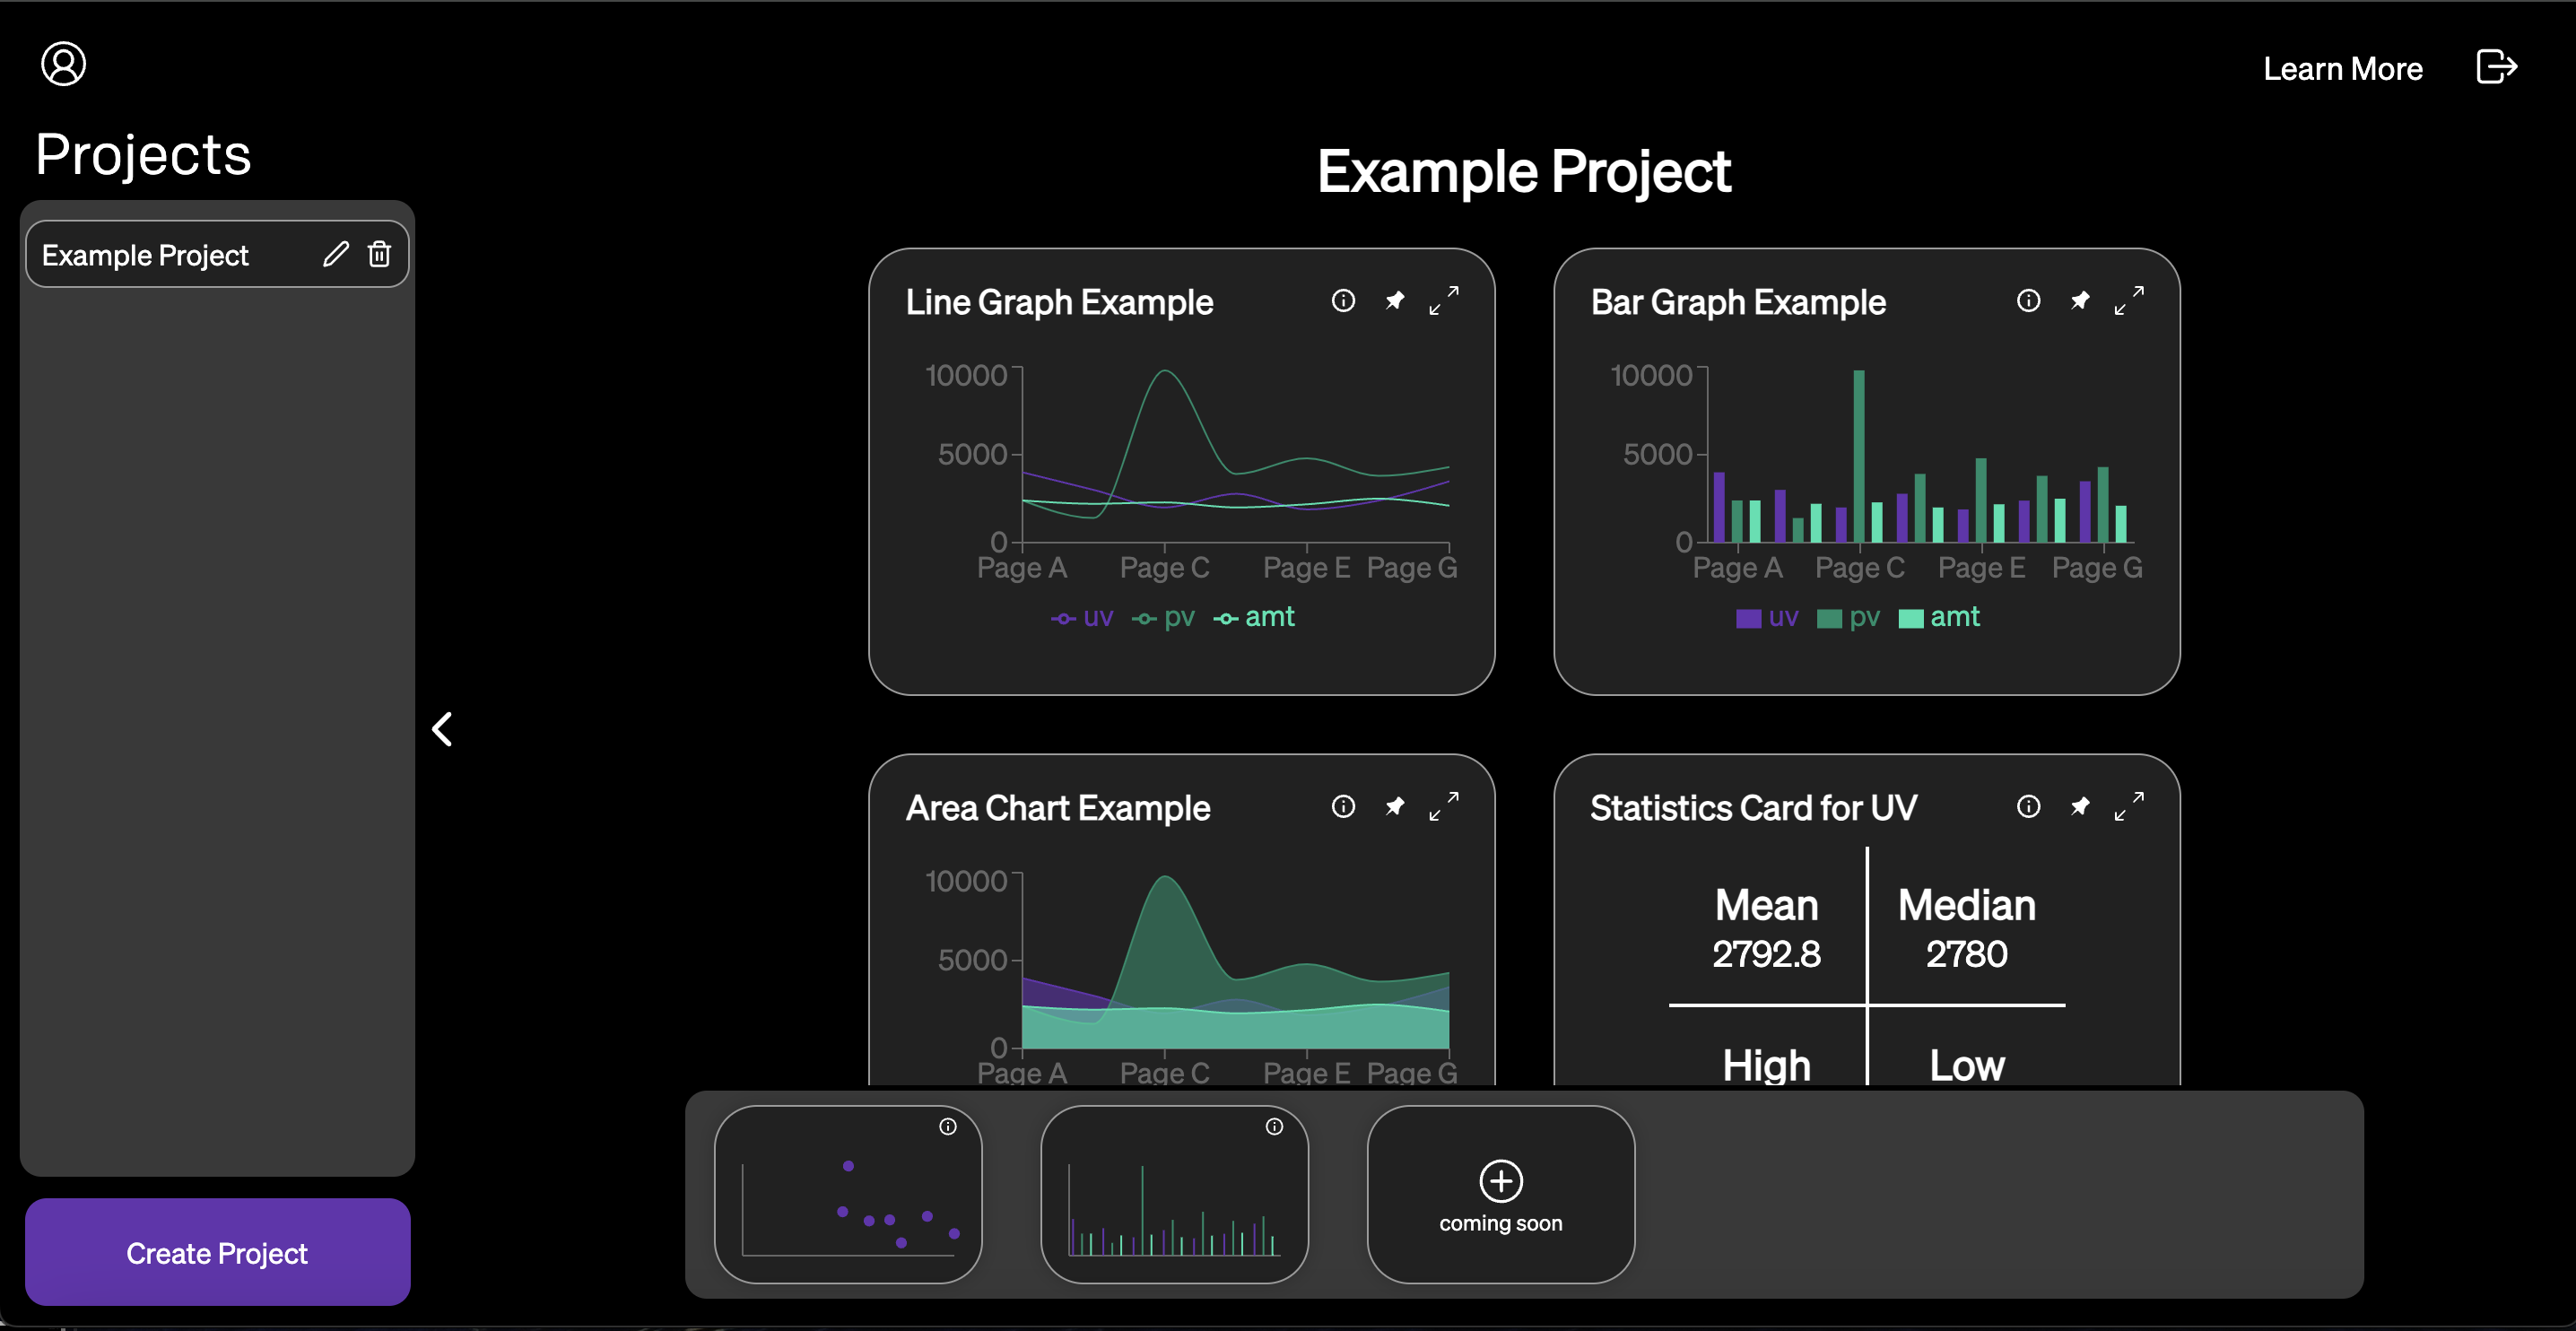 Learn More
Projects
Example Project
Example Project
Line Graph Example
10000
5000
0
Page A Page C Page E Page G
uv pv amt
Bar Graph Example
10000
5000
0
Page A Page C Page E Page G
uv pv amt
Area Chart Example
10000
5000
0
Page A Page C Page E Page G
Statistics Card for UV
Mean Median
2792.8 2780
High Low
coming soon
Create Project